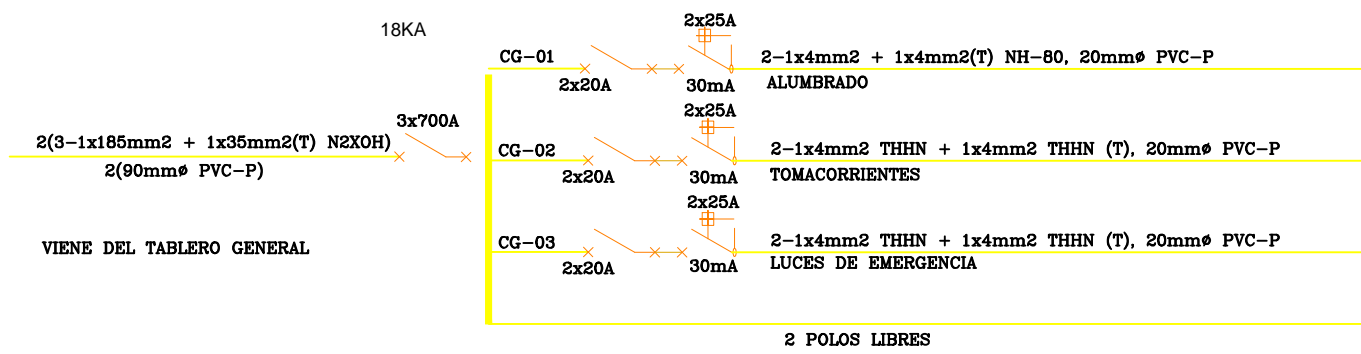 18KA
2(3-1x185mm2 + 1x35mm2(T) N2XOH)
2(90mmø PVC-P)
3x700A
VIENE DEL TABLERO GENERAL
CG-01
2x20A
2x25A
30mA
2-1x4mm2 + 1x4mm2(T) NH-80, 20mmø PVC-P
ALUMBRADO
CG-02
2x20A
2x25A
30mA
2-1x4mm2 THHN + 1x4mm2 THHN (T), 20mmø PVC-P
TOMACORRIENTES
CG-03
2x20A
2x25A
30mA
2-1x4mm2 THHN + 1x4mm2 THHN (T), 20mmø PVC-P
LUCES DE EMERGENCIA
2 POLOS LIBRES